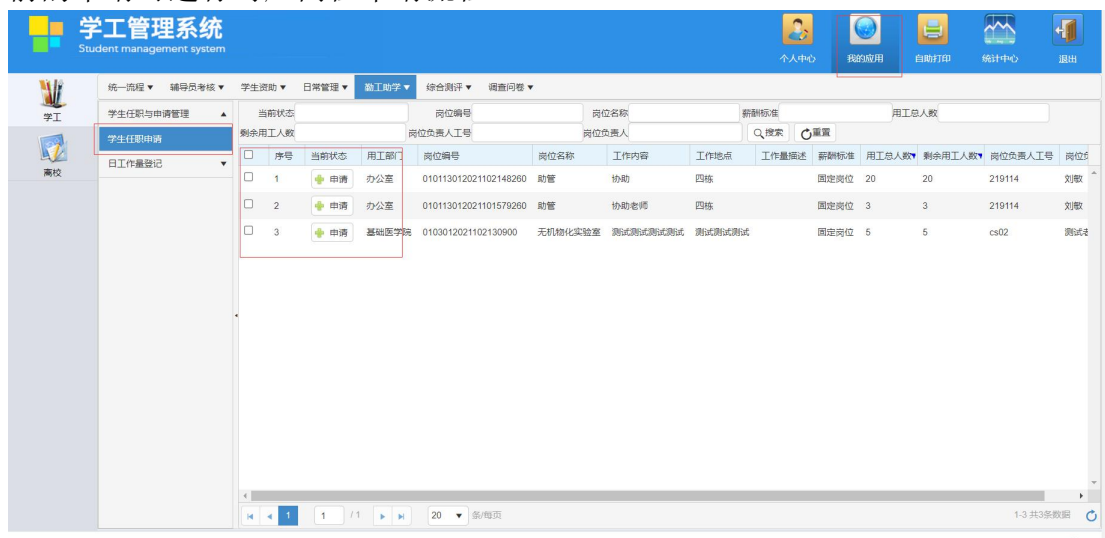 学工管理系统
Student management system
个人中心 我的应用 自助打印 统计中心 退出
学工
离校
统一流程▼ 辅导员考核▼ 学生资助▼ 日常管理▼ 勤工助学▼ 综合测评▼ 调查问卷▼
学生任职与申请管理 ▲
学生任职申请
日工作量登记 ▼
当前状态 岗位编号 岗位名称 薪酬标准 用工总人数
剩余用工人数 岗位负责人工号 岗位负责人 搜索 重置
序号 当前状态 用工部门 岗位编号 岗位名称 工作内容 工作地点 工作量描述 薪酬标准 用工总人数 剩余用工人数 岗位负责人工号
1 申请 办公室 010113012021102148260 助管 协助 四栋 固定岗位 20 20 219114 刘敏
2 申请 办公室 010113012021101579260 助管 协助老师 四栋 固定岗位 3 3 219114 刘敏
3 申请 基础医学院 0103012021102130900 无机物化实验室 测试测试测试测试 测试测试测试 固定岗位 5 5 cs02 测试
1 1 / 1 20 ▼ 条/每页 1-3 共3条数据